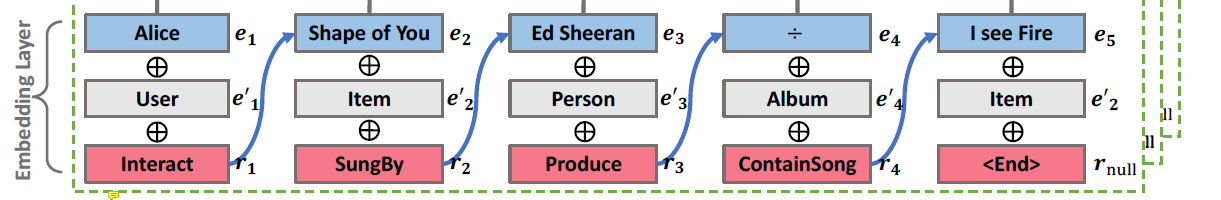 Embedding Layer
Alice e₁ Shape of You e₂ Ed Sheeran e₃ ÷ e₄ I see Fire e₅
⊕ ⊕ ⊕ ⊕ ⊕
User e'₁ Item e'₂ Person e'₃ Album e'₄ Item e'₂
ll
⊕ ⊕ ⊕ ⊕ ⊕
ll
Interact r₁ SungBy r₂ Produce r₃ ContainSong r₄ <End> r_null